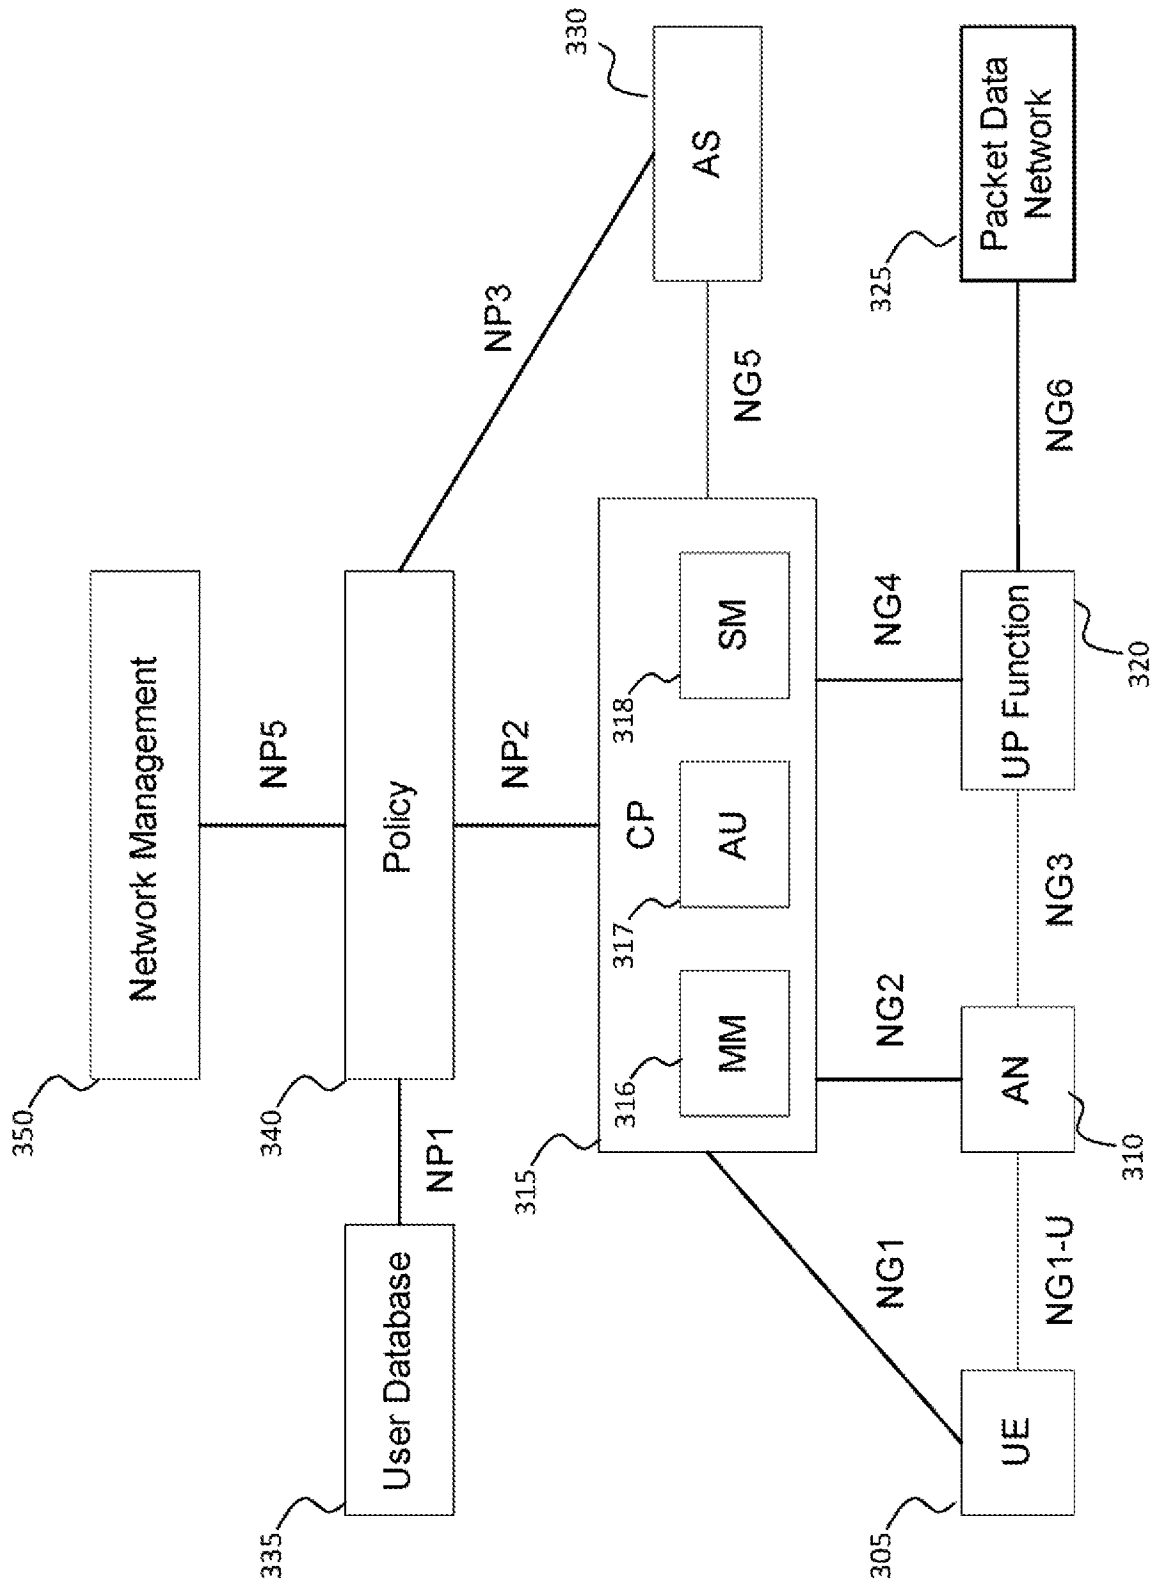 350
Network Management
NP5
335
User Database
NP1
340
Policy
NP3
NP2
330
AS
315
CP
316
MM
317
AU
318
SM
NG5
NG1
NG2
NG4
305
UE
NG1-U
310
AN
NG3
UP Function
320
NG6
325
Packet Data
Network